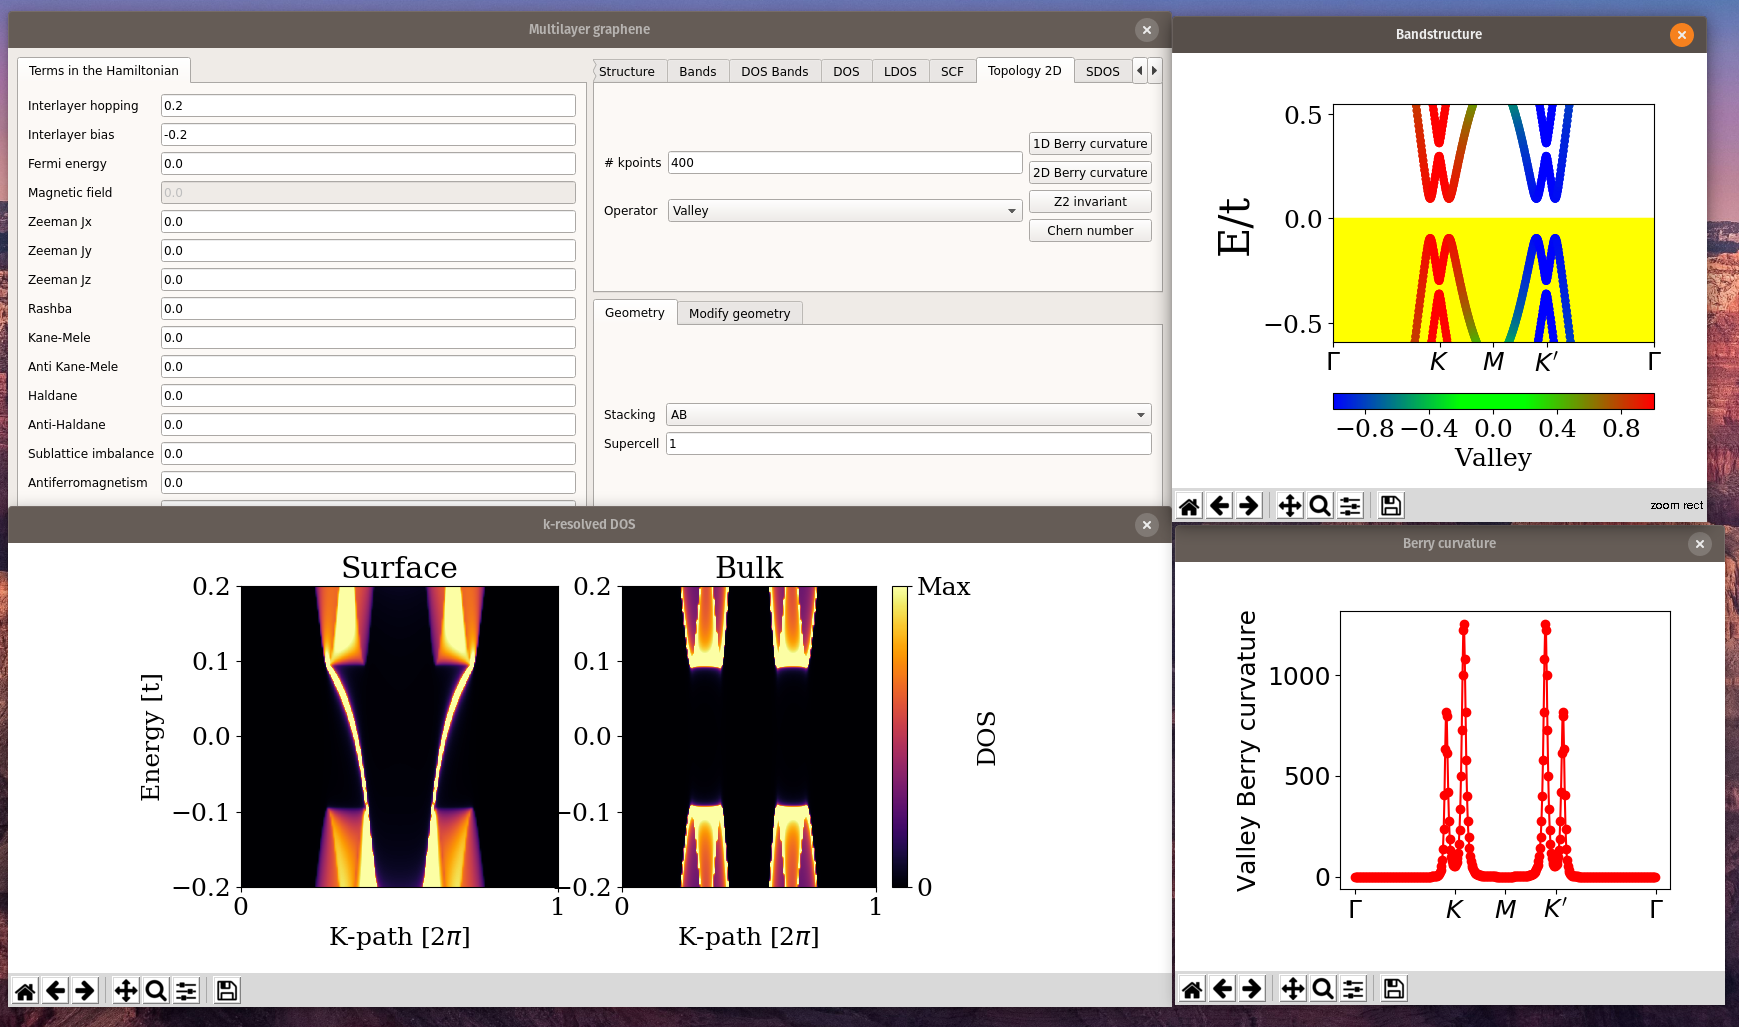 Multilayer graphene
Terms in the Hamiltonian
Interlayer hopping 0.2
Interlayer bias -0.2
Fermi energy 0.0
Magnetic field 0.0
Zeeman Jx 0.0
Zeeman Jy 0.0
Zeeman Jz 0.0
Rashba 0.0
Kane-Mele 0.0
Anti Kane-Mele 0.0
Haldane 0.0
Anti-Haldane 0.0
Sublattice imbalance 0.0
Antiferromagnetism 0.0
Structure Bands DOS Bands DOS LDOS SCF Topology 2D SDOS
# kpoints 400
Operator Valley
1D Berry curvature
2D Berry curvature
Z2 invariant
Chern number
Geometry Modify geometry
Stacking AB
Supercell 1
Bandstructure
E/t
0.5
0.0
−0.5
Γ K M K′ Γ
−0.8 −0.4 0.0 0.4 0.8
Valley
zoom rect
k-resolved DOS
Surface
Energy [t]
0.2
0.1
0.0
−0.1
−0.2
0 1
K-path [2π]
Bulk
0.2
0.1
0.0
−0.1
−0.2
0 1
K-path [2π]
Max
0
DOS
Berry curvature
Valley Berry curvature
1000
500
0
Γ K M K′ Γ